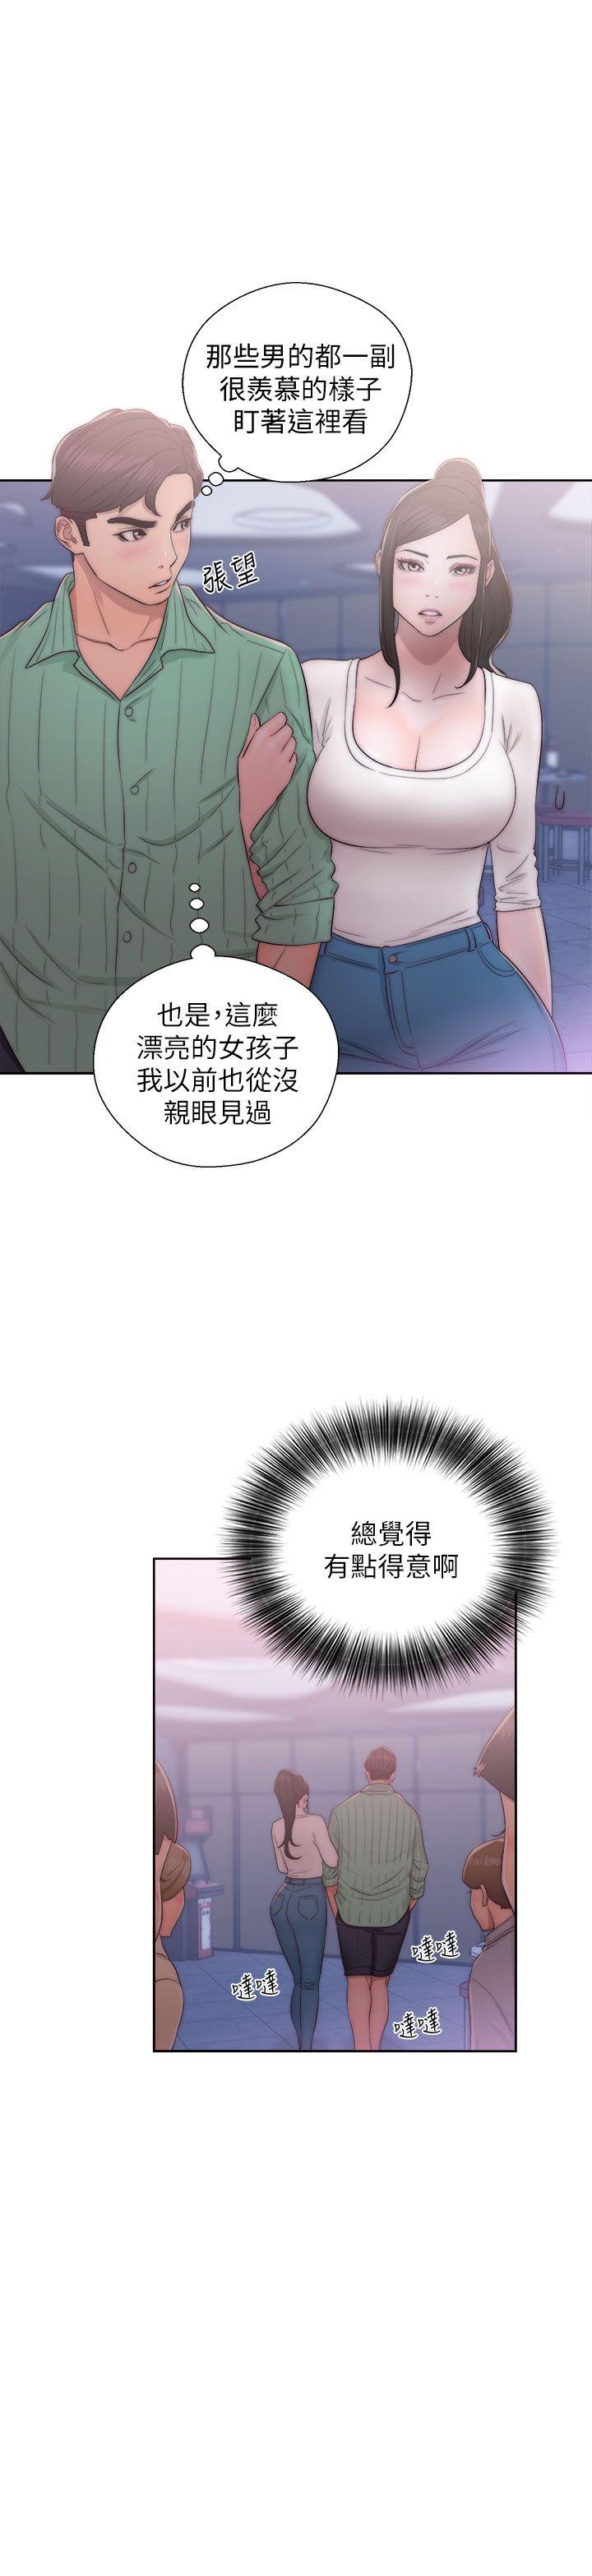 那些男的都一副
很羨慕的樣子
盯著這裡看
張望
也是，這麼
漂亮的女孩子
我以前也從沒
親眼見過
總覺得
有點得意啊
噠噠
噠噠
噠噠